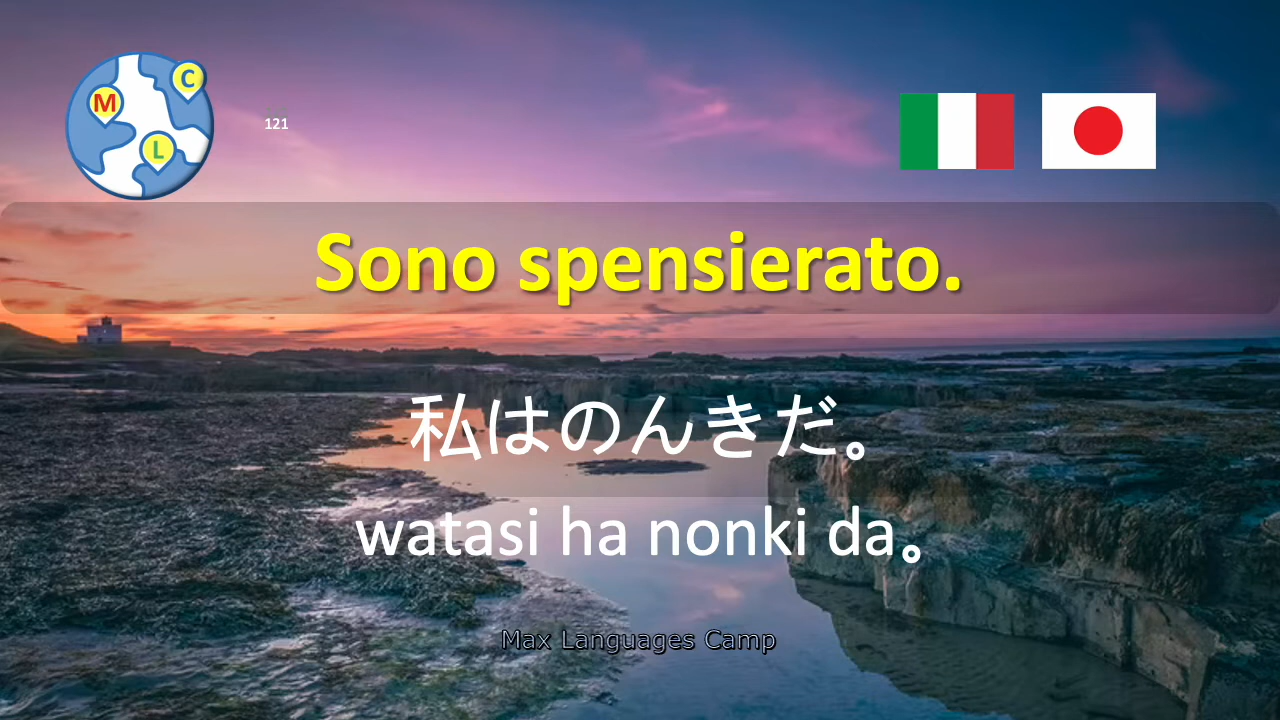 C
M
L
121
Sono spensierato.
私はのんきだ。
watasi ha nonki da。
Max Languages Camp